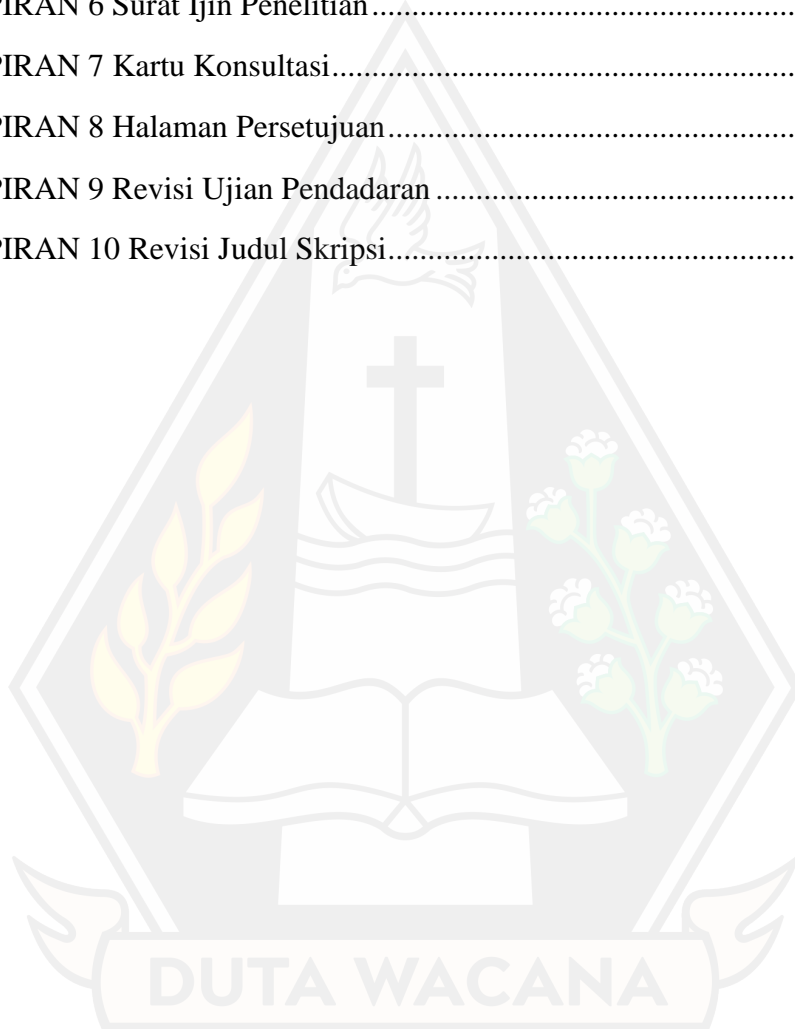 PIRAN 6 Surat Ijin Penelitian..........................................................
PIRAN 7 Kartu Konsultasi................................................................
PIRAN 8 Halaman Persetujuan........................................................
PIRAN 9 Revisi Ujian Pendadaran ..................................................
PIRAN 10 Revisi Judul Skripsi........................................................
DUTA WACANA